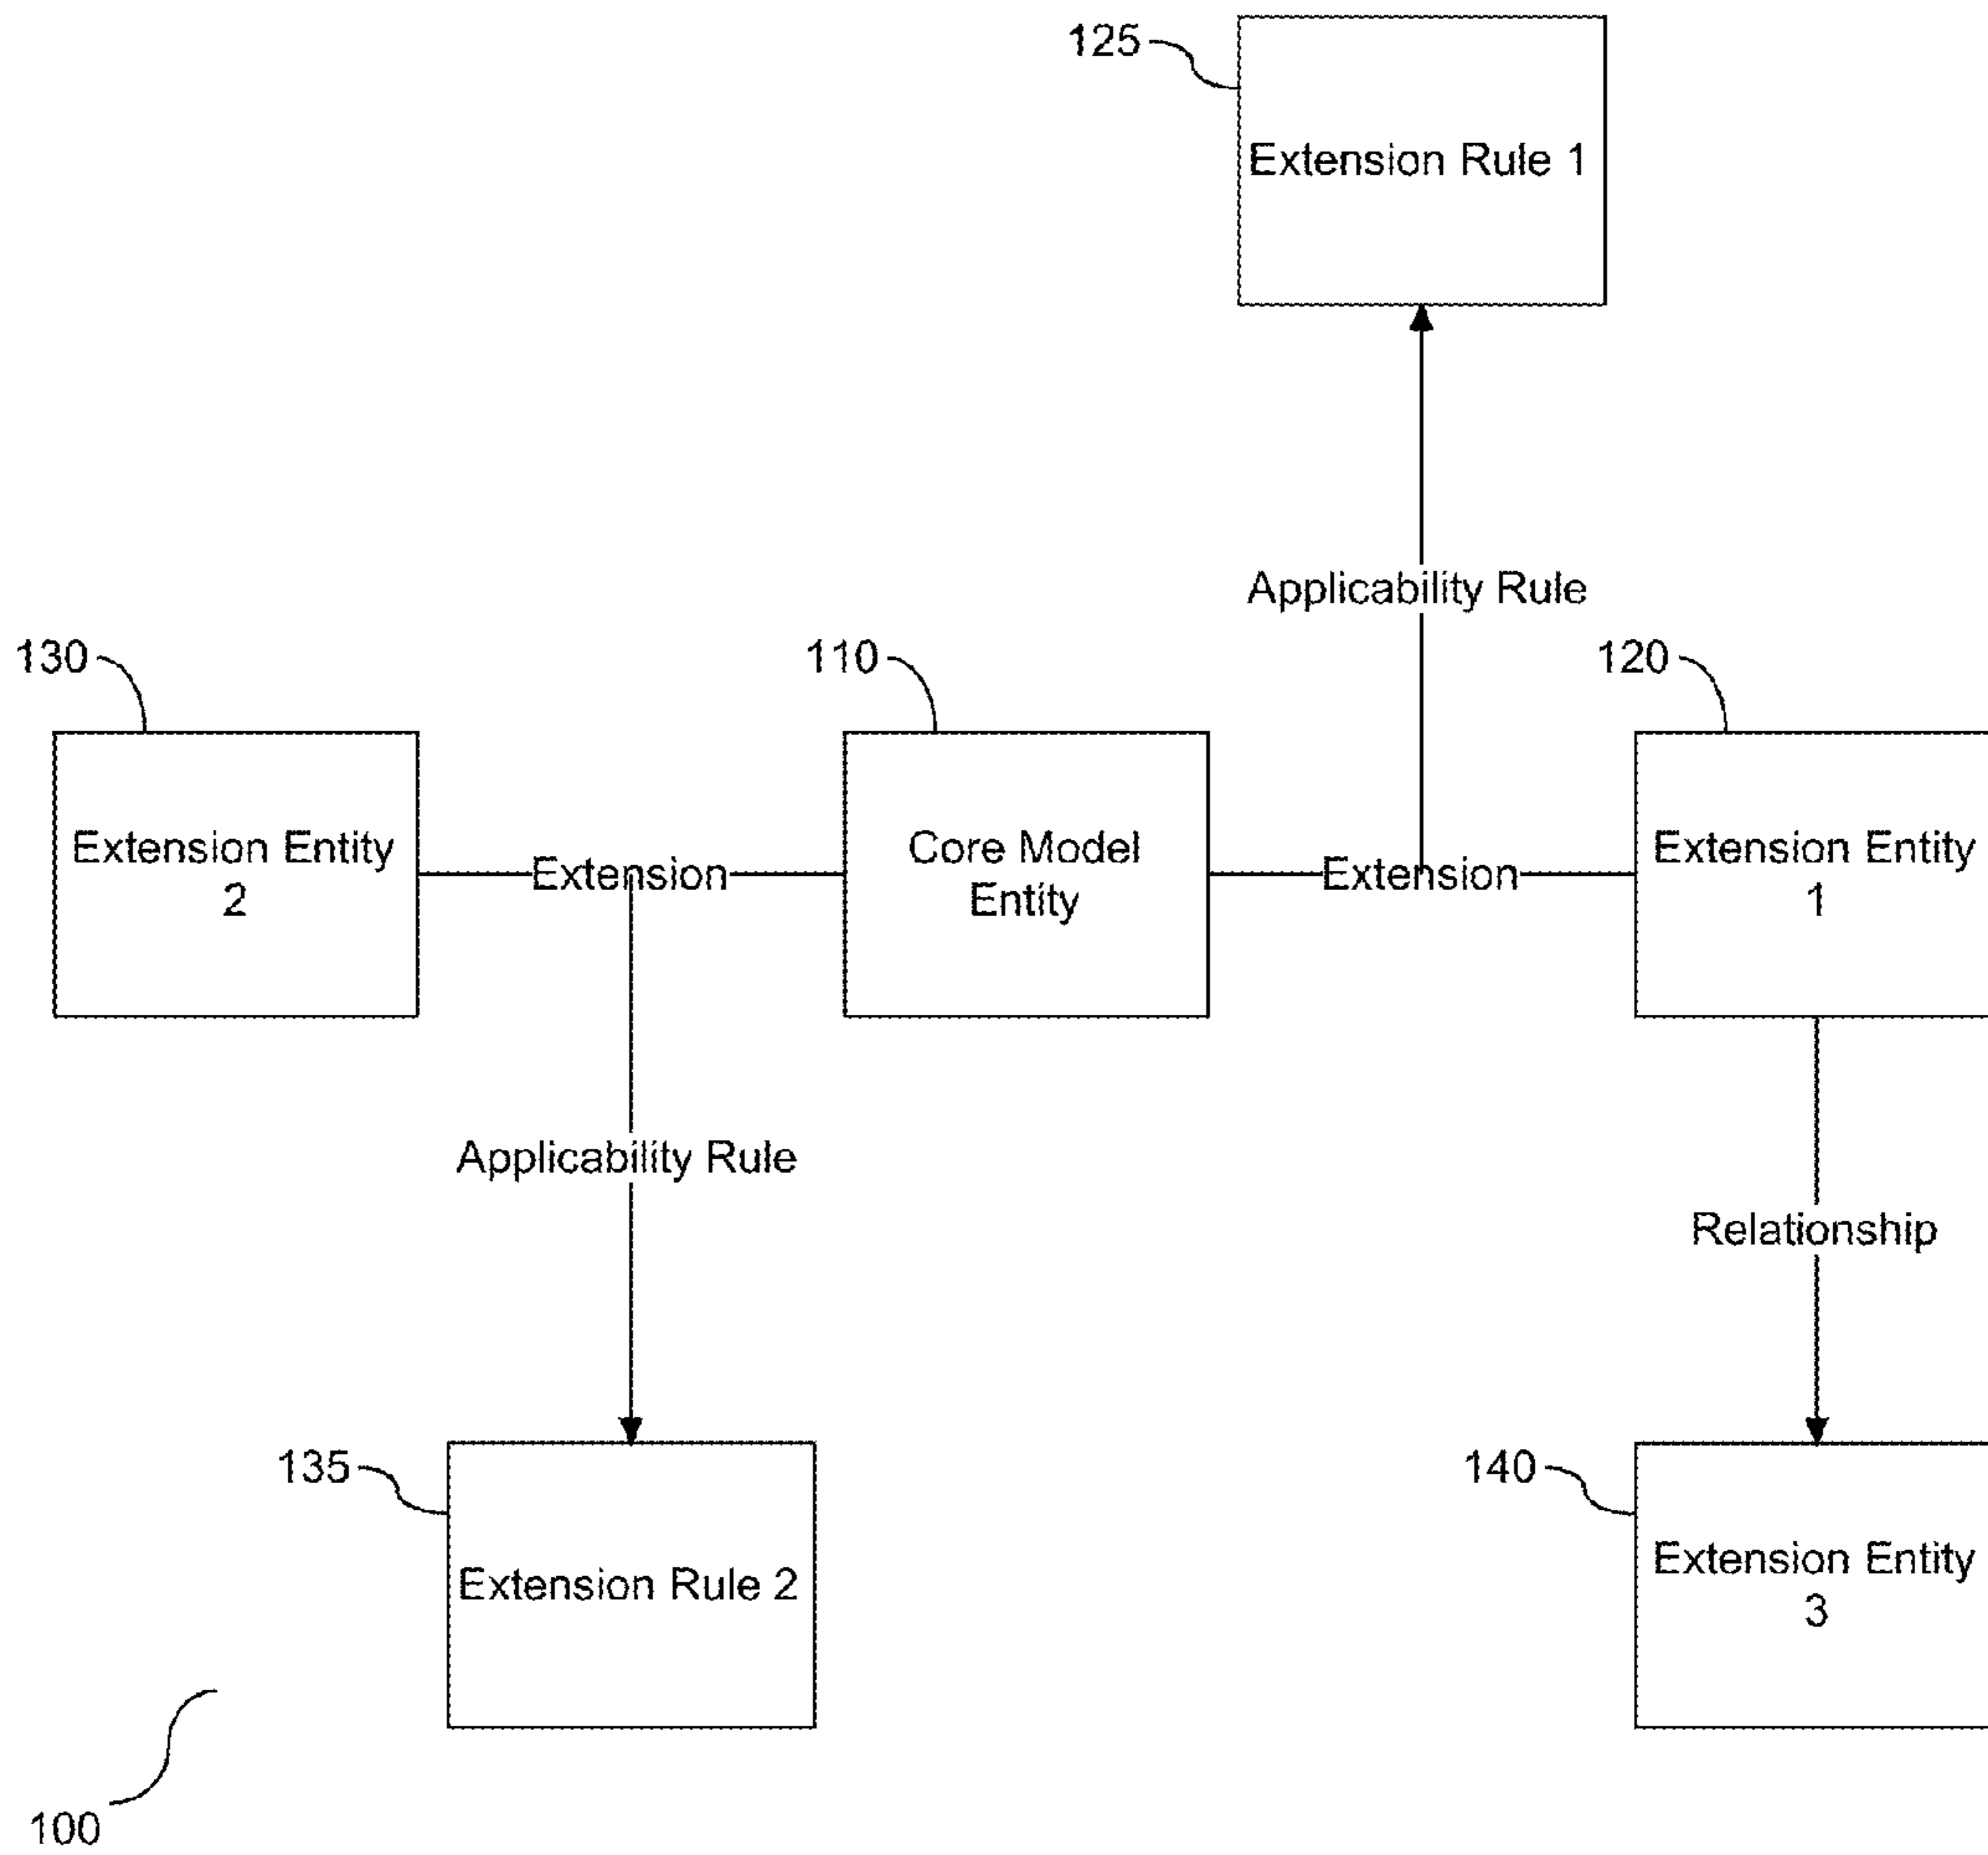 125
Extension Rule 1
Applicability Rule
130
110
120
Extension Entity
2
Extension
Core Model
Entity
Extension
Extension Entity
1
Applicability Rule
Relationship
135
140
Extension Rule 2
Extension Entity
3
100